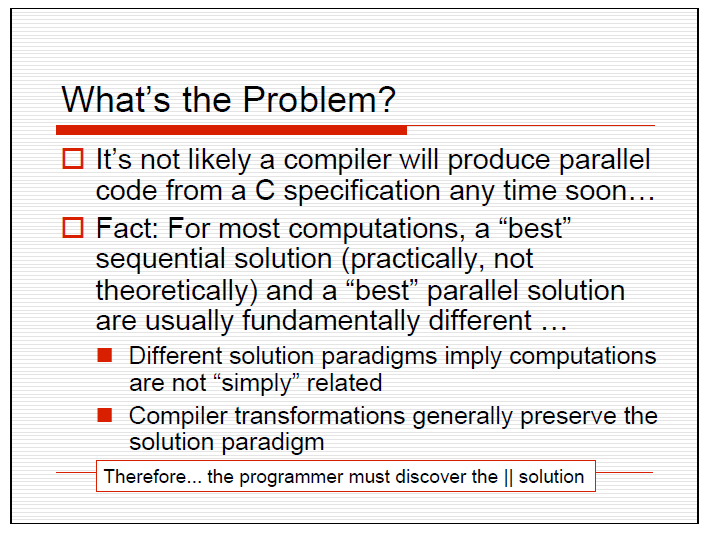 What's the Problem?
It's not likely a compiler will produce parallel
code from a C specification any time soon…
Fact: For most computations, a “best”
sequential solution (practically, not
theoretically) and a “best” parallel solution
are usually fundamentally different …
Different solution paradigms imply computations
are not “simply” related
Compiler transformations generally preserve the
solution paradigm
Therefore... the programmer must discover the || solution